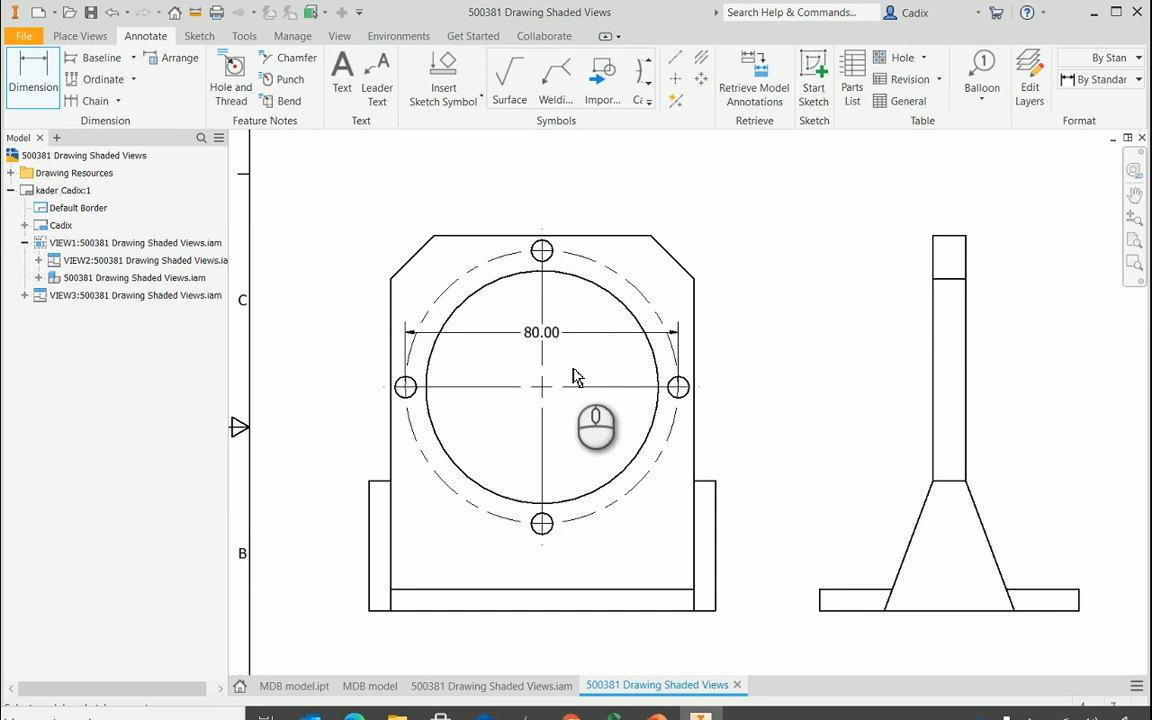 500381 Drawing Shaded Views
Search Help & Commands...
Cadix
File
Place Views
Annotate
Sketch
Tools
Manage
View
Environments
Get Started
Collaborate
Dimension
Baseline
Ordinate
Chain
Arrange
Dimension
Hole and
Thread
Chamfer
Punch
Bend
Feature Notes
Text
Leader
Text
Text
Insert
Sketch Symbol
Surface
Weldi...
Impor...
Symbols
Retrieve Model
Annotations
Retrieve
Start
Sketch
Sketch
Parts
List
Hole
Revision
General
Table
Balloon
Edit
Layers
By Stan
By Standar
Format
Model
500381 Drawing Shaded Views
Drawing Resources
kader Cadix:1
Default Border
Cadix
VIEW1:500381 Drawing Shaded Views.iam
VIEW2:500381 Drawing Shaded Views.ia
500381 Drawing Shaded Views.iam
VIEW3:500381 Drawing Shaded Views.iam
C
B
80.00
MDB model.ipt
MDB model
500381 Drawing Shaded Views.iam
500381 Drawing Shaded Views